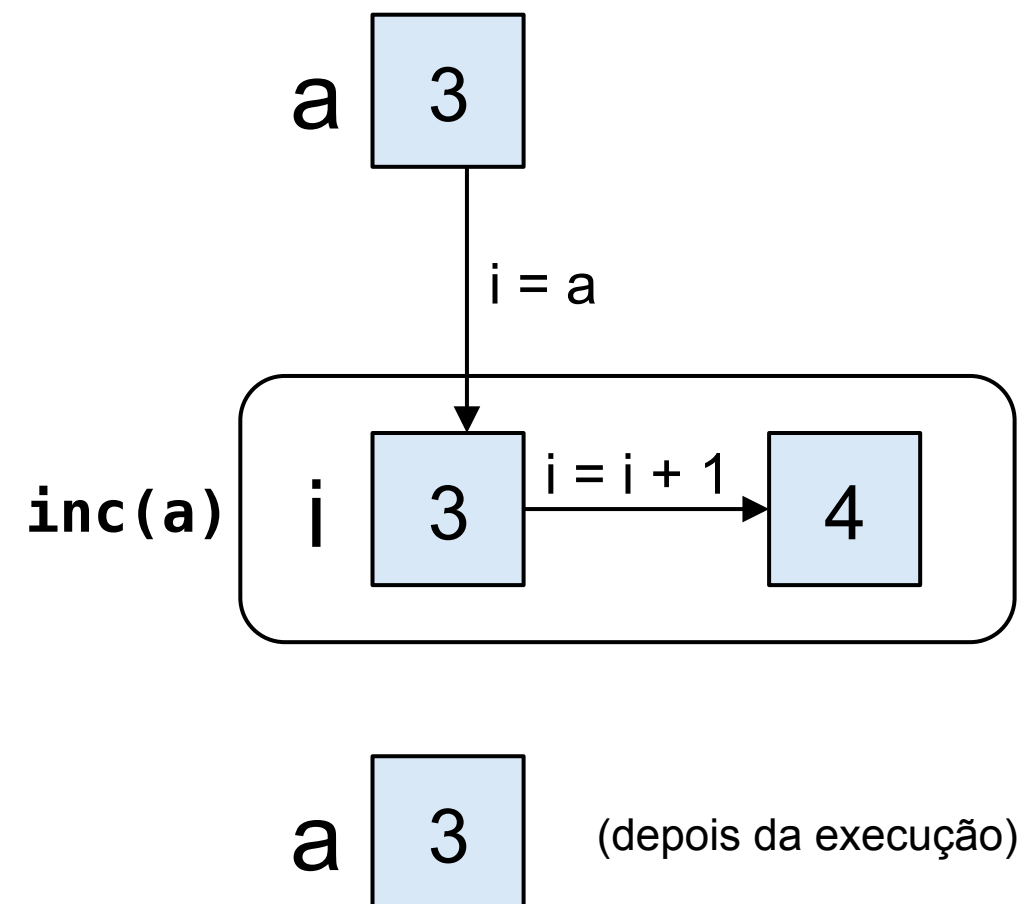 a 3
i = a
inc(a) i 3 i = i + 1 4
a 3 (depois da execução)